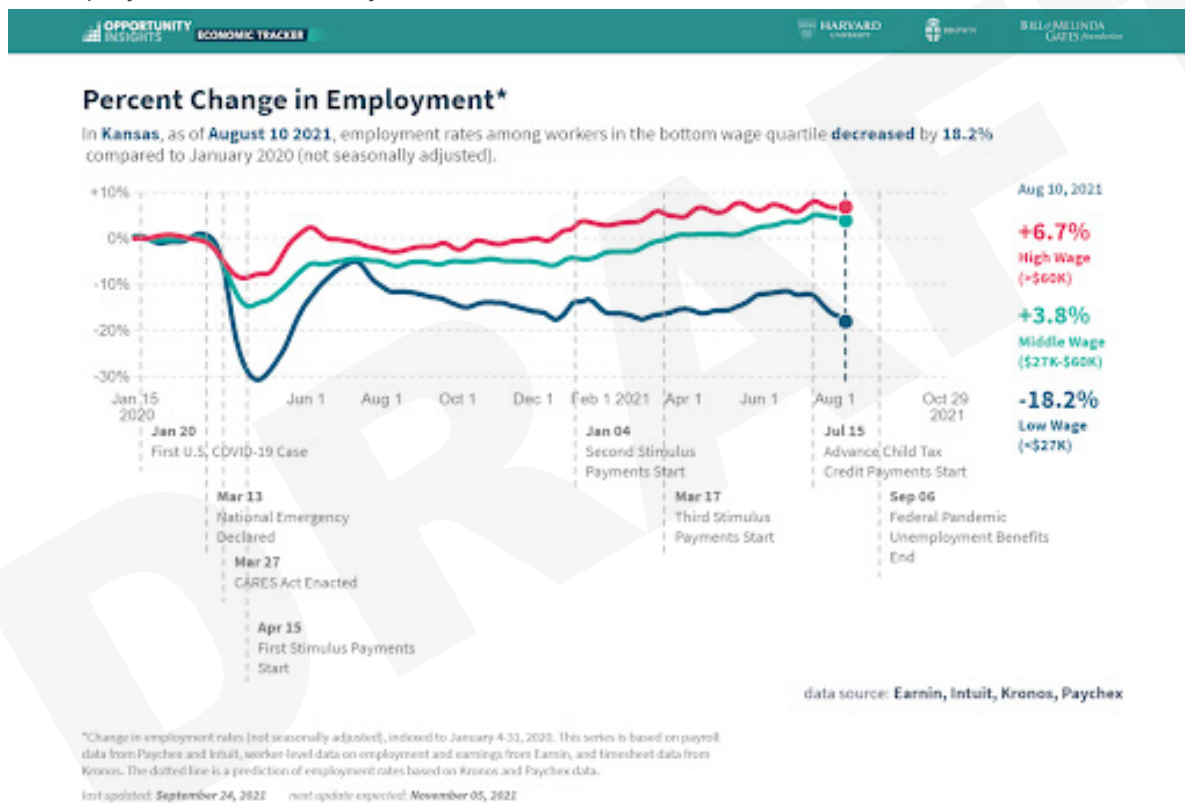 OPPORTUNITY INSIGHTS ECONOMIC TRACKER
HARVARD UNIVERSITY
BROWN
BILL & MELINDA GATES foundation
Percent Change in Employment*
In Kansas, as of August 10 2021, employment rates among workers in the bottom wage quartile decreased by 18.2%
compared to January 2020 (not seasonally adjusted).
+10%
0%
-10%
-20%
-30%
Jan 15 2020
Jun 1
Aug 1
Oct 1
Dec 1
Feb 1 2021
Apr 1
Jun 1
Aug 1
Oct 29 2021
Aug 10, 2021
+6.7%
High Wage
(>$60K)
+3.8%
Middle Wage
($27K-$60K)
-18.2%
Low Wage
(<$27K)
Jan 20
First U.S. COVID-19 Case
Mar 13
National Emergency
Declared
Mar 27
CARES Act Enacted
Apr 15
First Stimulus Payments
Start
Jan 04
Second Stimulus
Payments Start
Mar 17
Third Stimulus
Payments Start
Jul 15
Advance Child Tax
Credit Payments Start
Sep 06
Federal Pandemic
Unemployment Benefits
End
data source: Earnin, Intuit, Kronos, Paychex
*Change in employment rates (not seasonally adjusted), indexed to January 4-31, 2020. This series is based on payroll
data from Paychex and Intuit, worker-level data on employment and earnings from Earnin, and timesheet data from
Kronos. The dotted line is a prediction of employment rates based on Kronos and Paychex data.
last updated: September 24, 2021 next update expected: November 05, 2021
DRAFT